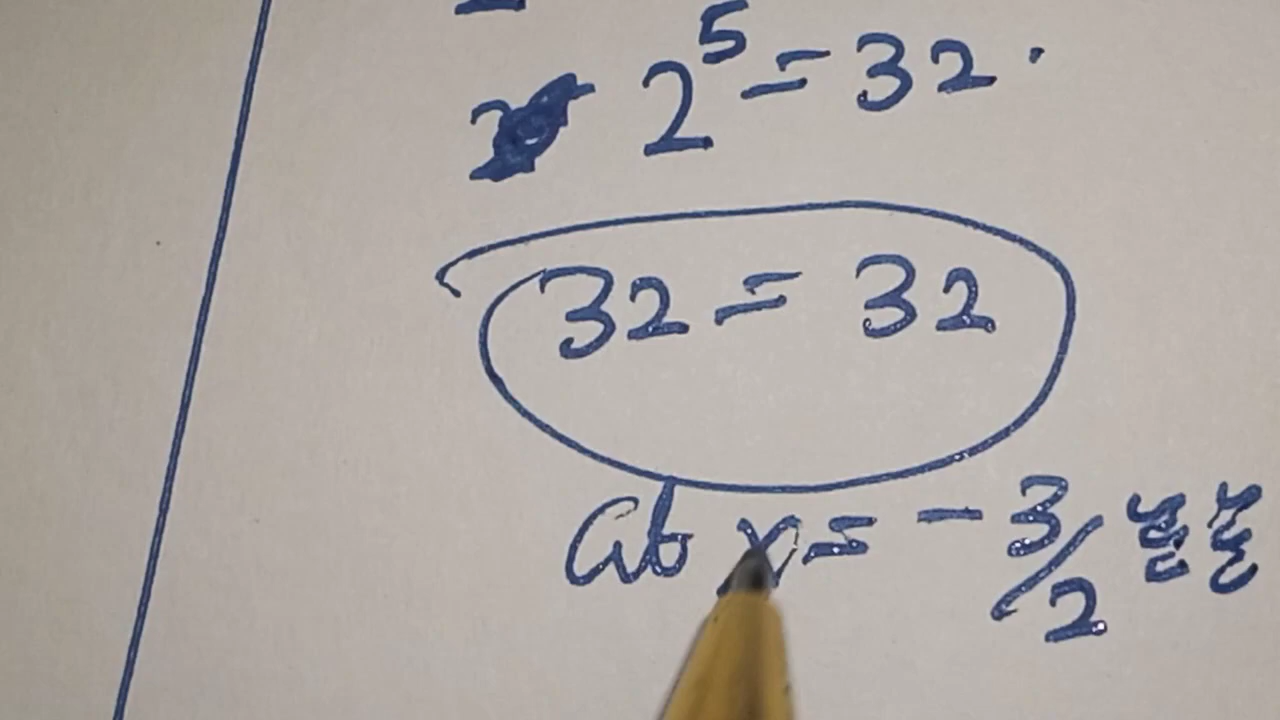 2⁵ = 32.
32 = 32
at x = -3/2